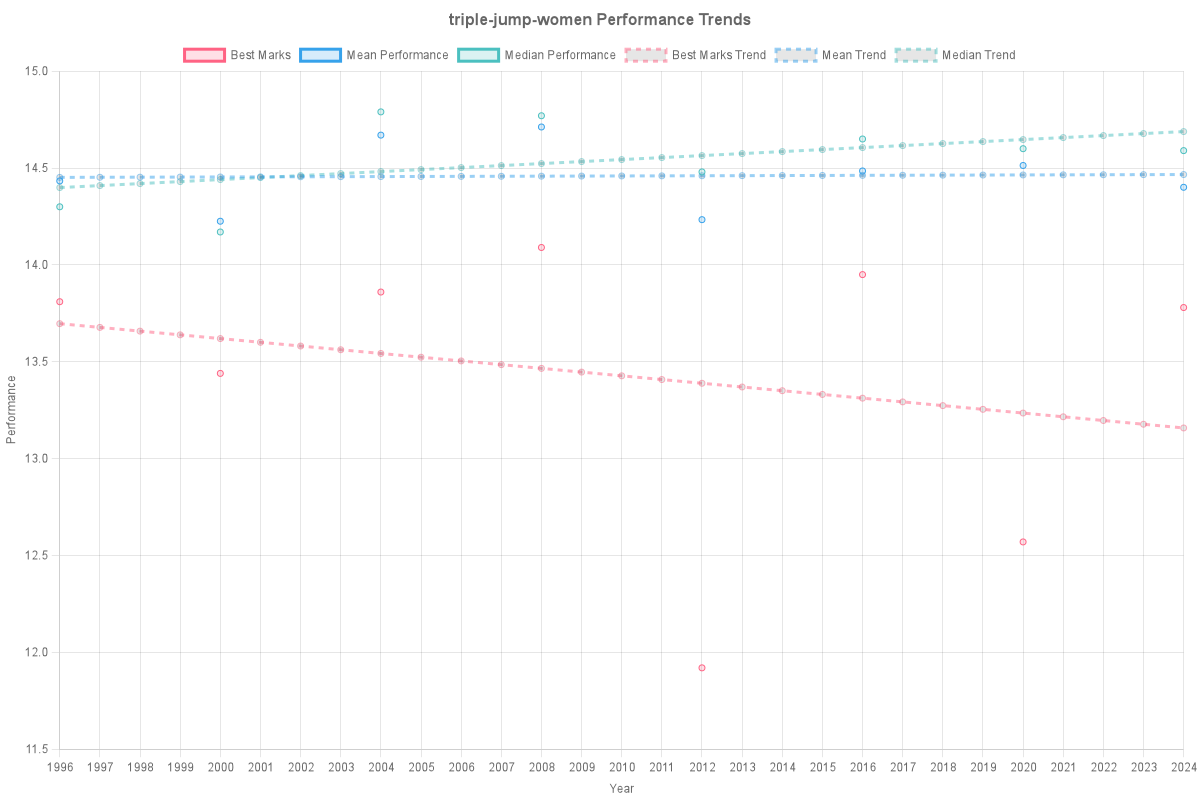 triple-jump-women Performance Trends
Best Marks Mean Performance Median Performance Best Marks Trend Mean Trend Median Trend
15.0
14.5
14.0
13.5
13.0
12.5
12.0
11.5
Performance
1996 1997 1998 1999 2000 2001 2002 2003 2004 2005 2006 2007 2008 2009 2010 2011 2012 2013 2014 2015 2016 2017 2018 2019 2020 2021 2022 2023 2024
Year